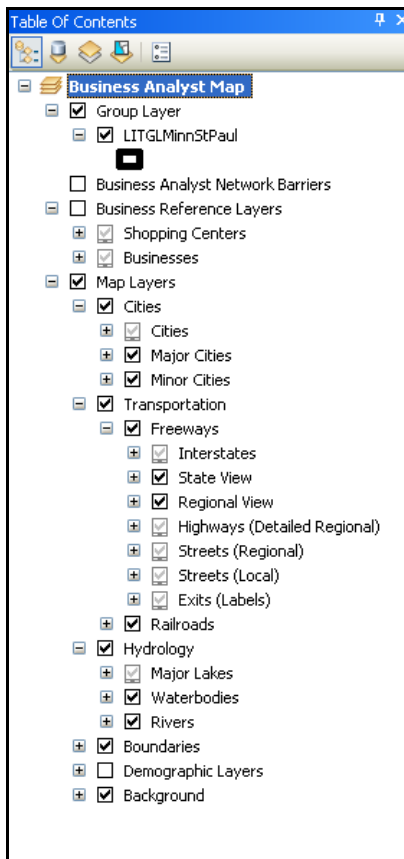 Table Of Contents
Business Analyst Map
Group Layer
LITGLMinnStPaul
Business Analyst Network Barriers
Business Reference Layers
Shopping Centers
Businesses
Map Layers
Cities
Cities
Major Cities
Minor Cities
Transportation
Freeways
Interstates
State View
Regional View
Highways (Detailed Regional)
Streets (Regional)
Streets (Local)
Exits (Labels)
Railroads
Hydrology
Major Lakes
Waterbodies
Rivers
Boundaries
Demographic Layers
Background